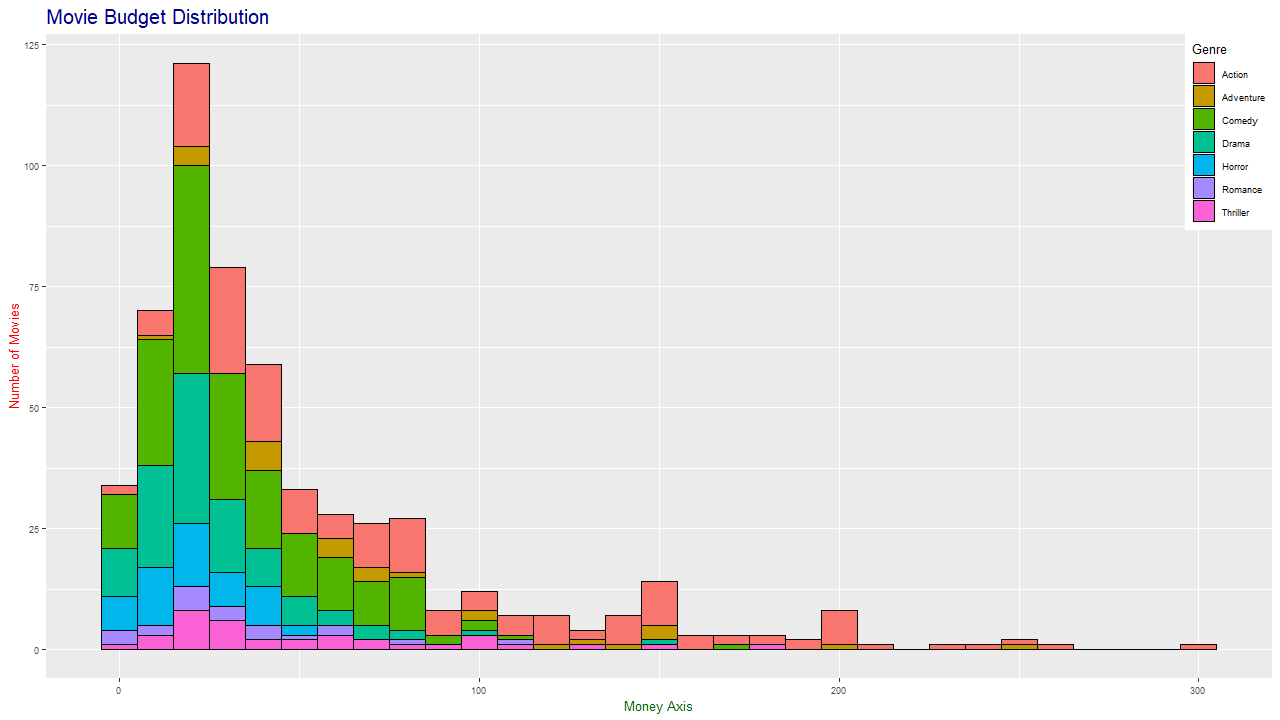 Movie Budget Distribution
Number of Movies
125
100
75
50
25
0
0
100
200
300
Money Axis
Genre
Action
Adventure
Comedy
Drama
Horror
Romance
Thriller